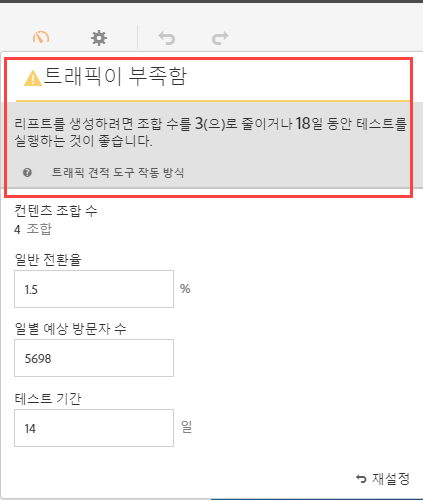 트래픽이 부족함
리프트를 생성하려면 조합 수를 3(으)로 줄이거나 18일 동안 테스트를
실행하는 것이 좋습니다.
트래픽 견적 도구 작동 방식
컨텐츠 조합 수
4 조합
일반 전환율
1.5 %
일별 예상 방문자 수
5698
테스트 기간
14 일
재설정